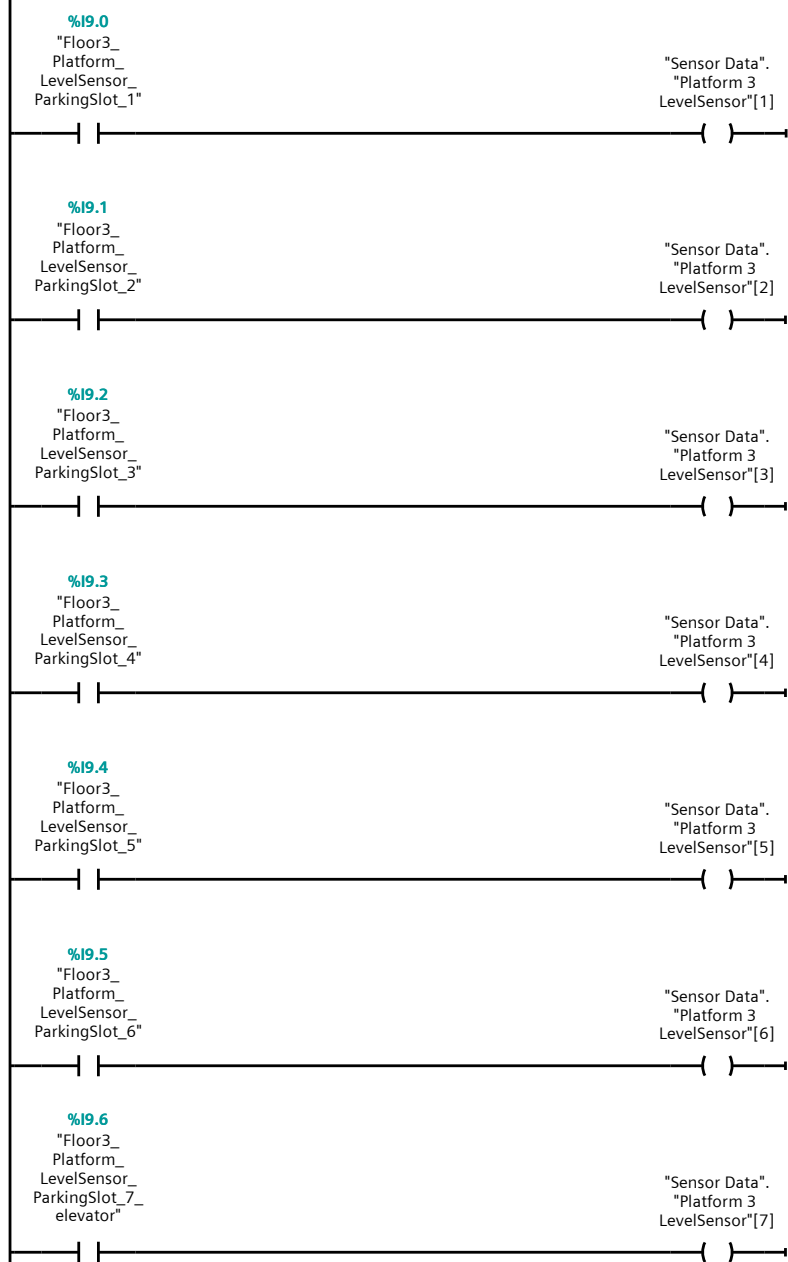 %I9.0
"Floor3_
Platform_
LevelSensor_
ParkingSlot_1"
"Sensor Data".
"Platform 3
LevelSensor"[1]
%I9.1
"Floor3_
Platform_
LevelSensor_
ParkingSlot_2"
"Sensor Data".
"Platform 3
LevelSensor"[2]
%I9.2
"Floor3_
Platform_
LevelSensor_
ParkingSlot_3"
"Sensor Data".
"Platform 3
LevelSensor"[3]
%I9.3
"Floor3_
Platform_
LevelSensor_
ParkingSlot_4"
"Sensor Data".
"Platform 3
LevelSensor"[4]
%I9.4
"Floor3_
Platform_
LevelSensor_
ParkingSlot_5"
"Sensor Data".
"Platform 3
LevelSensor"[5]
%I9.5
"Floor3_
Platform_
LevelSensor_
ParkingSlot_6"
"Sensor Data".
"Platform 3
LevelSensor"[6]
%I9.6
"Floor3_
Platform_
LevelSensor_
ParkingSlot_7_
elevator"
"Sensor Data".
"Platform 3
LevelSensor"[7]